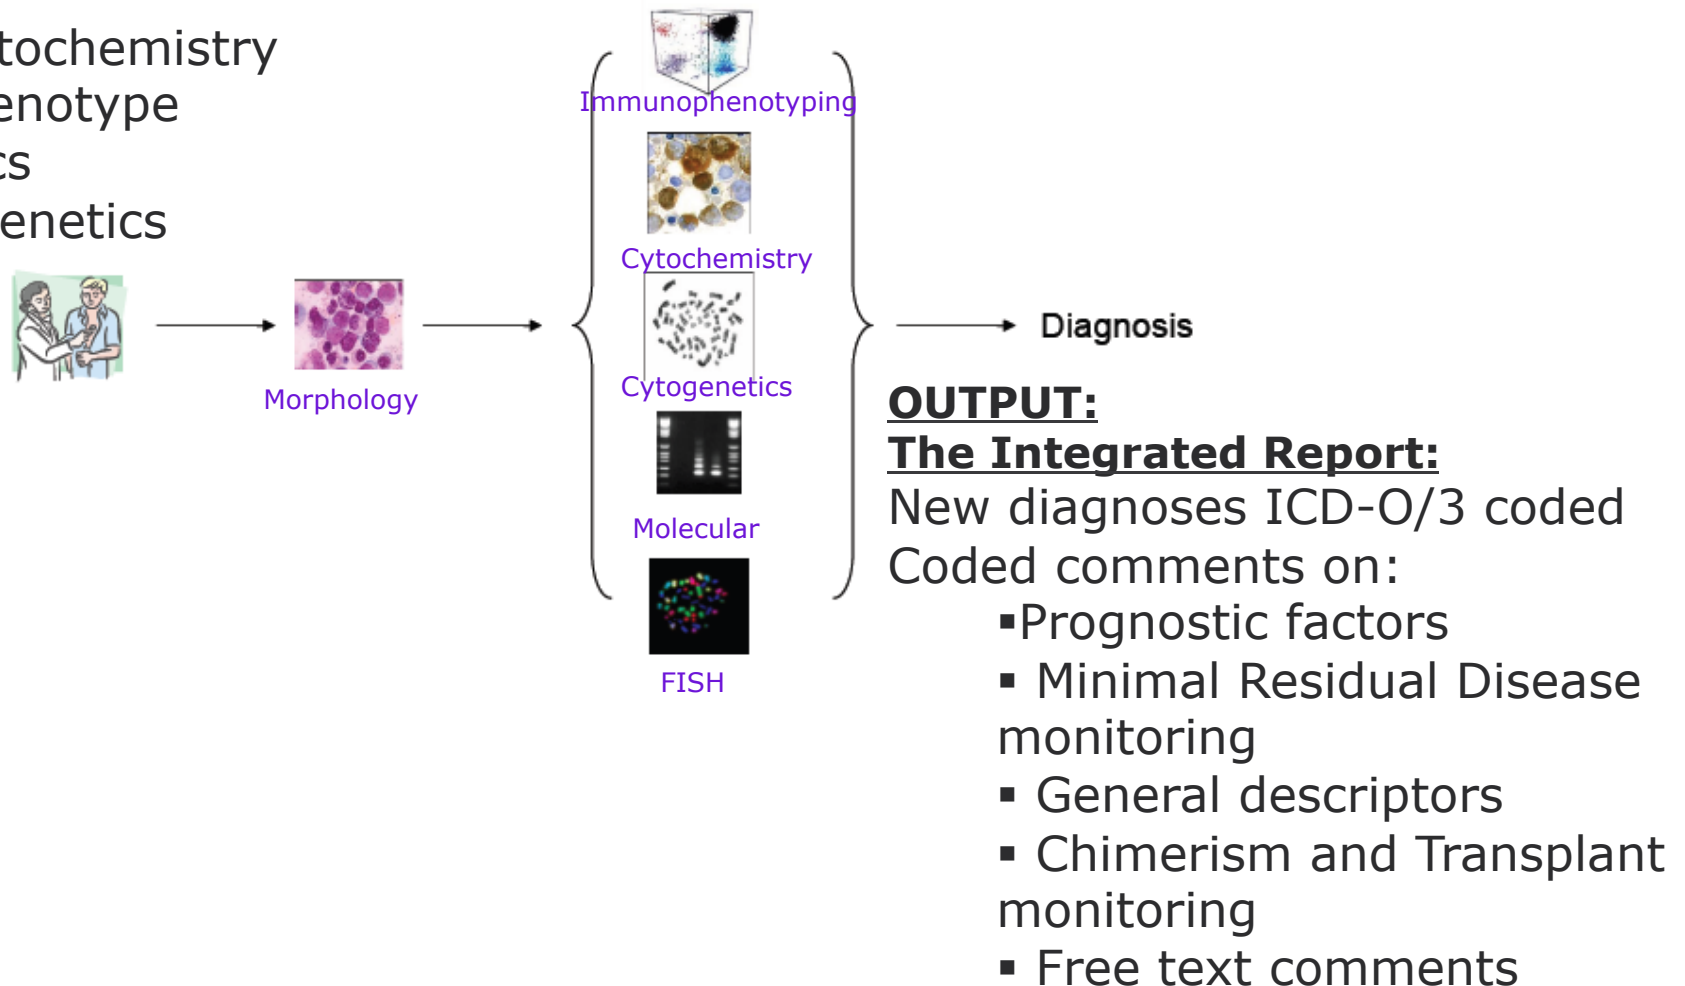 tochemistry
enotype
cs
enetics
Immunophenotyping
Cytochemistry
Cytogenetics
Morphology
Molecular
FISH
Diagnosis
OUTPUT:
The Integrated Report:
New diagnoses ICD-O/3 coded
Coded comments on:
▪Prognostic factors
▪ Minimal Residual Disease
monitoring
▪ General descriptors
▪ Chimerism and Transplant
monitoring
▪ Free text comments